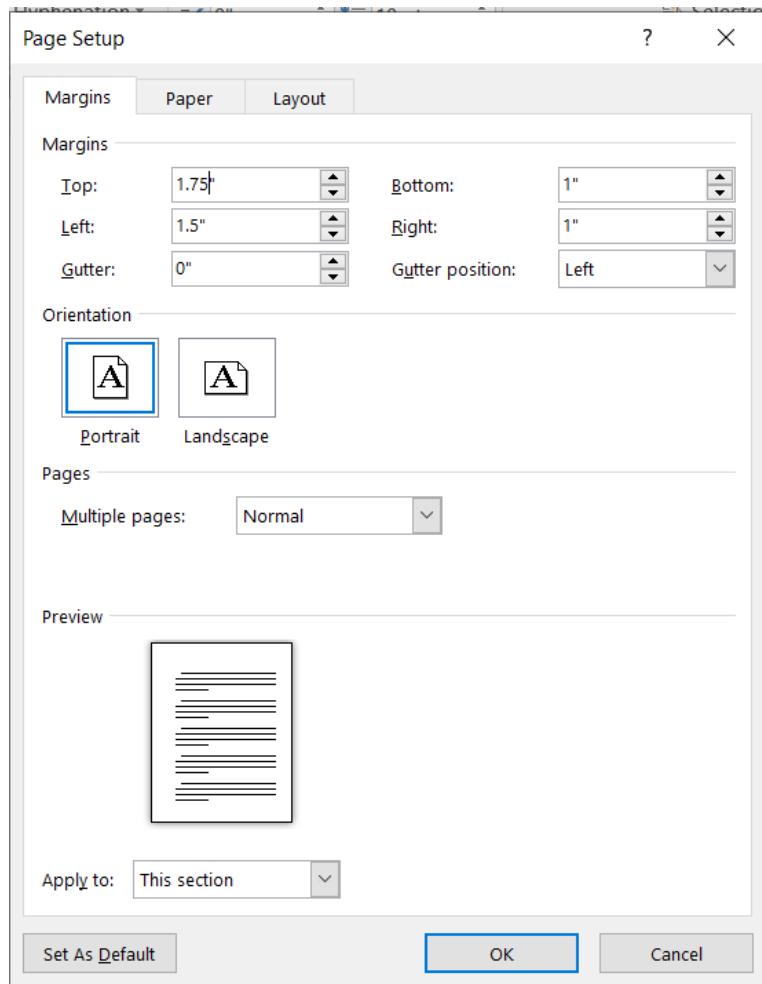 Page Setup ? ×
Margins Paper Layout
Margins
Top: 1.75" Bottom: 1"
Left: 1.5" Right: 1"
Gutter: 0" Gutter position: Left
Orientation
A A
Portrait Landscape
Pages
Multiple pages: Normal
Preview
Apply to: This section
Set As Default OK Cancel